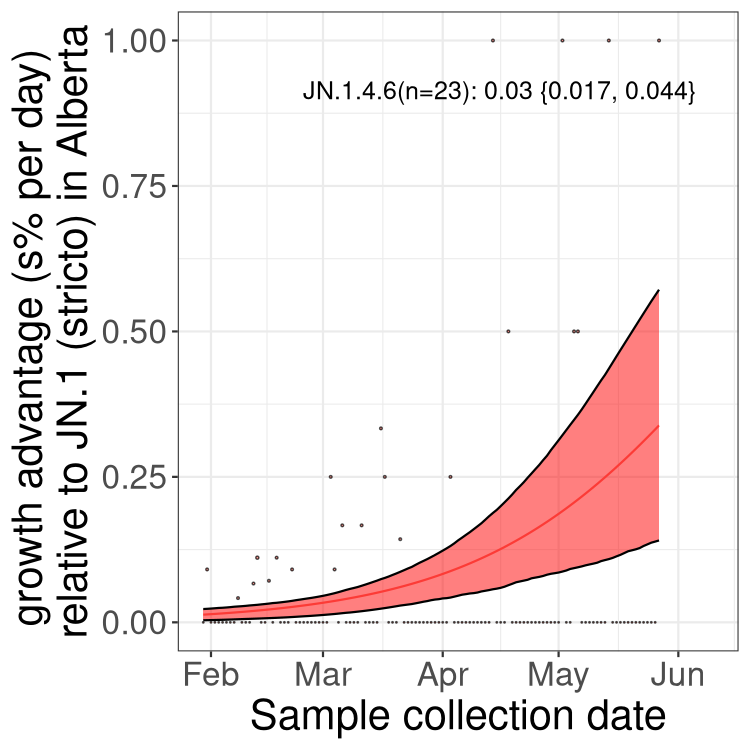 growth advantage (s% per day)
relative to JN.1 (stricto) in Alberta
1.00
0.75
0.50
0.25
0.00
JN.1.4.6(n=23): 0.03 {0.017, 0.044}
Feb Mar Apr May Jun
Sample collection date